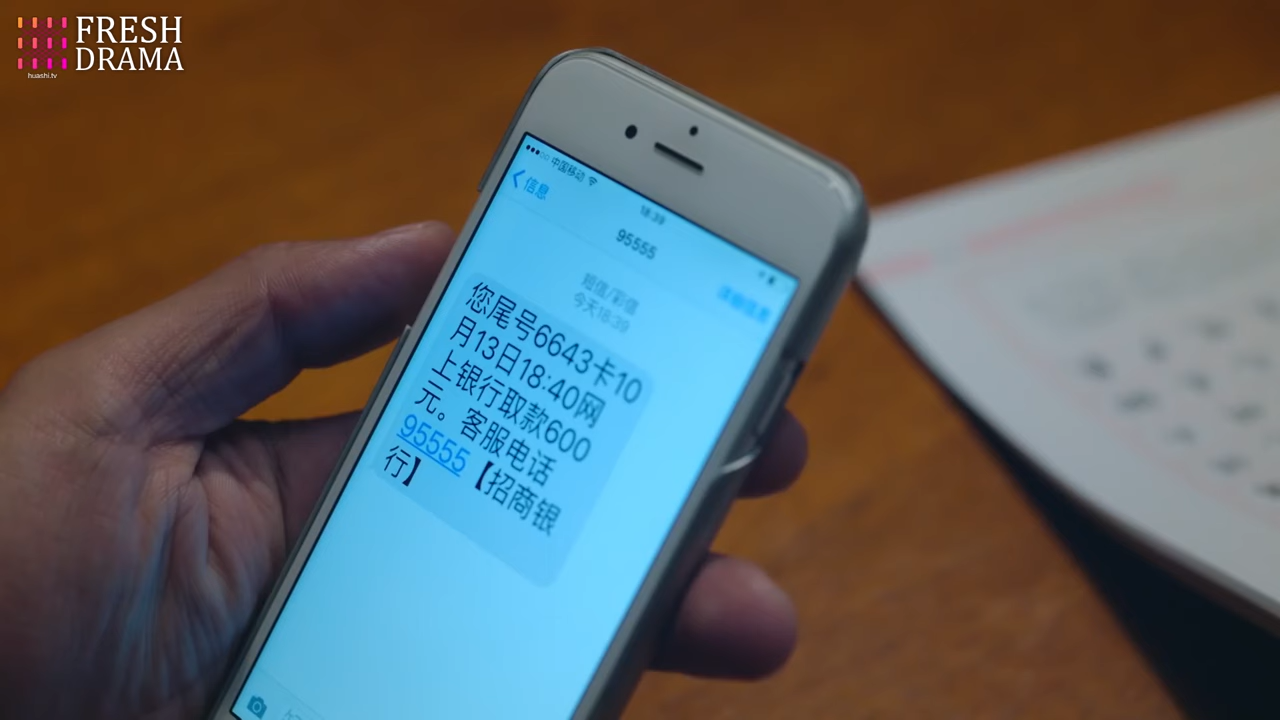 FRESH
DRAMA
huashi.tv
中国移动
信息
18:39
95555
短信/彩信
今天18:39
您尾号6643卡10
月13日18:40网
上银行取款600
元。客服电话
95555【招商银
行】